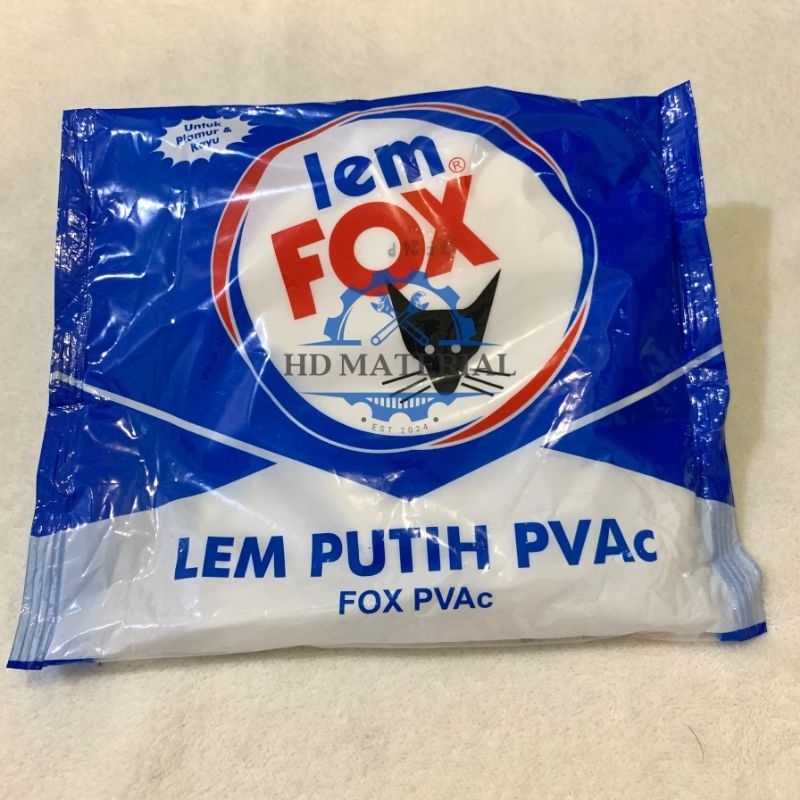 Untuk
Plamur &
Kayu
lem
FOX®
HD MATERIAL
EST 2024
LEM PUTIH PVAc
FOX PVAc